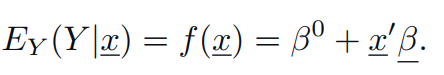 E_Y(Y|x̲) = f(x̲) = β⁰ + x̲′β̲.